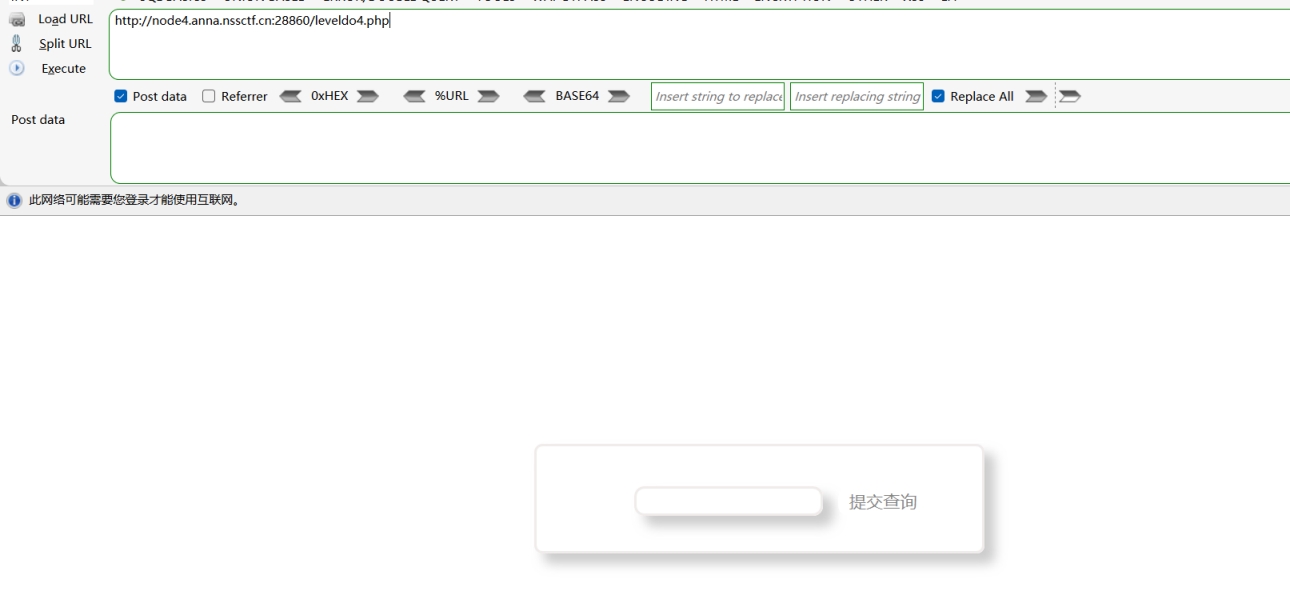 Load URL
http://node4.anna.nssctf.cn:28860/leveldo4.php
Split URL
Execute
Post data Referrer 0xHEX %URL BASE64 Insert string to replace Insert replacing string Replace All
Post data
此网络可能需要您登录才能使用互联网。
提交查询